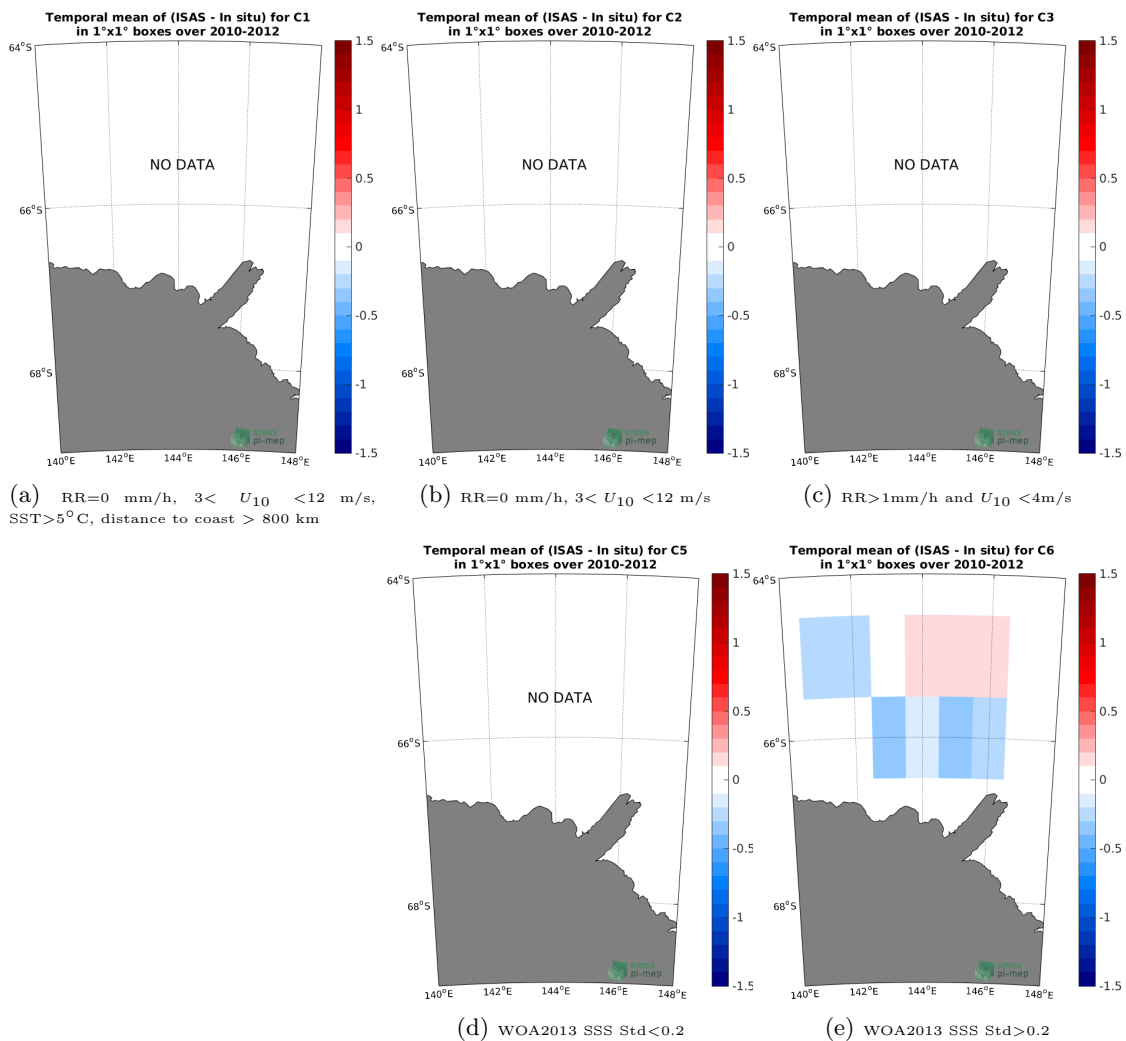 Temporal mean of (ISAS - In situ) for C1
in 1°x1° boxes over 2010-2012
64°S
66°S
68°S
140°E
142°E
144°E
146°E
148°E
NO DATA
smos
pi-mep
1.5
1
0.5
0
-0.5
-1
-1.5
(a) RR=0 mm/h, 3< U10 <12 m/s,
SST>5°C, distance to coast > 800 km
Temporal mean of (ISAS - In situ) for C2
in 1°x1° boxes over 2010-2012
64°S
66°S
68°S
140°E
142°E
144°E
146°E
148°E
NO DATA
smos
pi-mep
1.5
1
0.5
0
-0.5
-1
-1.5
(b) RR=0 mm/h, 3< U10 <12 m/s
Temporal mean of (ISAS - In situ) for C3
in 1°x1° boxes over 2010-2012
64°S
66°S
68°S
140°E
142°E
144°E
146°E
148°E
NO DATA
smos
pi-mep
1.5
1
0.5
0
-0.5
-1
-1.5
(c) RR>1mm/h and U10 <4m/s
Temporal mean of (ISAS - In situ) for C5
in 1°x1° boxes over 2010-2012
64°S
66°S
68°S
140°E
142°E
144°E
146°E
148°E
NO DATA
smos
pi-mep
1.5
1
0.5
0
-0.5
-1
-1.5
(d) WOA2013 SSS Std<0.2
Temporal mean of (ISAS - In situ) for C6
in 1°x1° boxes over 2010-2012
64°S
66°S
68°S
140°E
142°E
144°E
146°E
148°E
smos
pi-mep
1.5
1
0.5
0
-0.5
-1
-1.5
(e) WOA2013 SSS Std>0.2